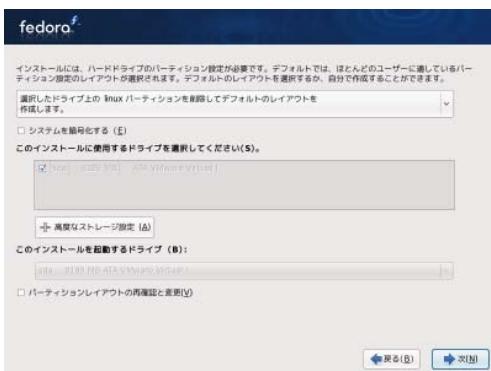 fedora
インストールには、ハードドライブのパーティション設定が必要です。デフォルトでは、ほとんどのユーザーに適しているパー
ティション設定のレイアウトが選択されます。デフォルトのレイアウトを選択するか、自分で作成することができます。
選択したドライブ上の linux パーティションを削除してデフォルトのレイアウトを
作成します。
システムを暗号化する (E)
このインストールに使用するドライブを選択してください(S)。
sda 8189 MB ATA VMware Virtual I
高度なストレージ設定 (A)
このインストールを起動するドライブ (B):
sda 8189 MB ATA VMware Virtual I
パーティションレイアウトの再確認と変更(V)
戻る(B)
次(N)